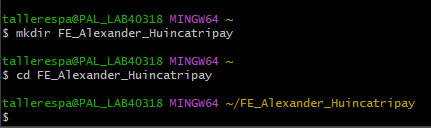 tallerespa@PAL_LAB40318 MINGW64 ~
$ mkdir FE_Alexander_Huincatripay
tallerespa@PAL_LAB40318 MINGW64 ~
$ cd FE_Alexander_Huincatripay
tallerespa@PAL_LAB40318 MINGW64 ~/FE_Alexander_Huincatripay
$